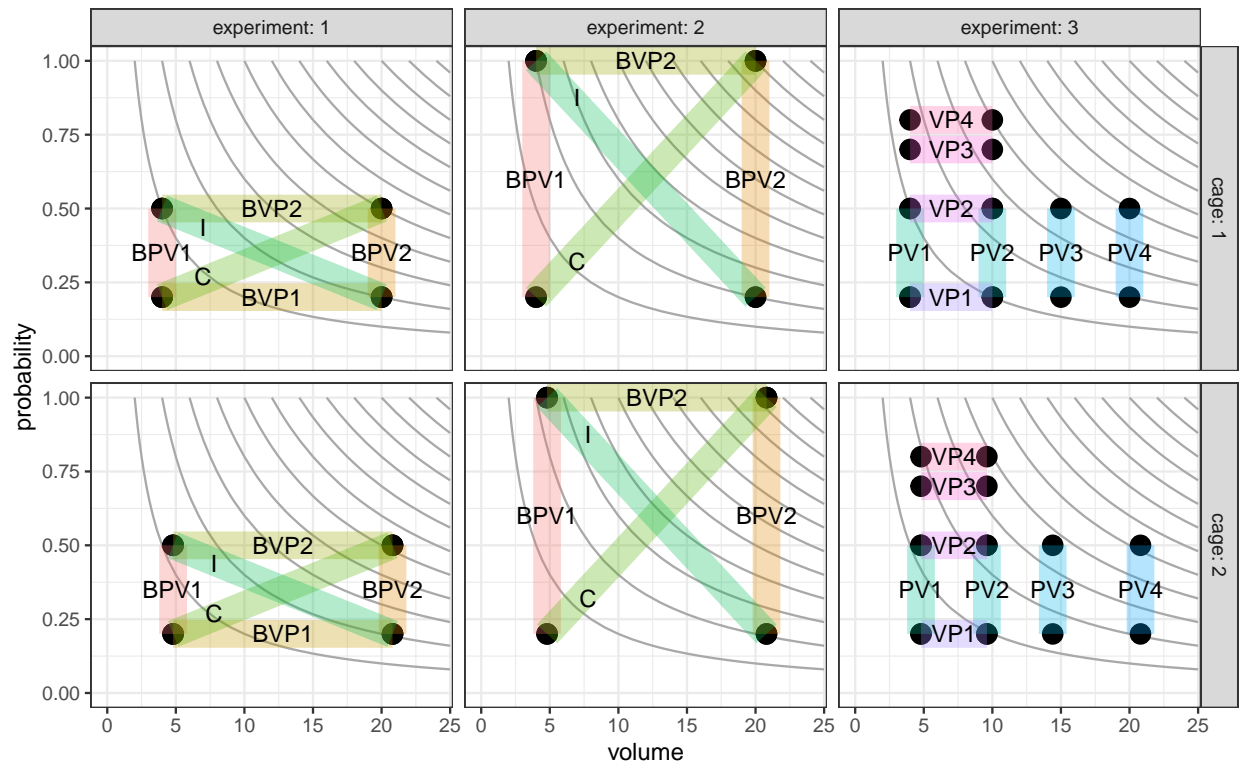 experiment: 1
experiment: 2
experiment: 3
probability
1.00
0.75
0.50
0.25
0.00
BVP2
I
BPV1
BPV2
C
BVP1
BVP2
I
BPV1
BPV2
C
VP4
VP3
VP2
PV1
PV2
PV3
PV4
VP1
cage: 1
1.00
0.75
0.50
0.25
0.00
BVP2
I
BPV1
BPV2
C
BVP1
BVP2
I
BPV1
BPV2
C
VP4
VP3
VP2
PV1
PV2
PV3
PV4
VP1
cage: 2
0 5 10 15 20 25
0 5 10 15 20 25
0 5 10 15 20 25
volume